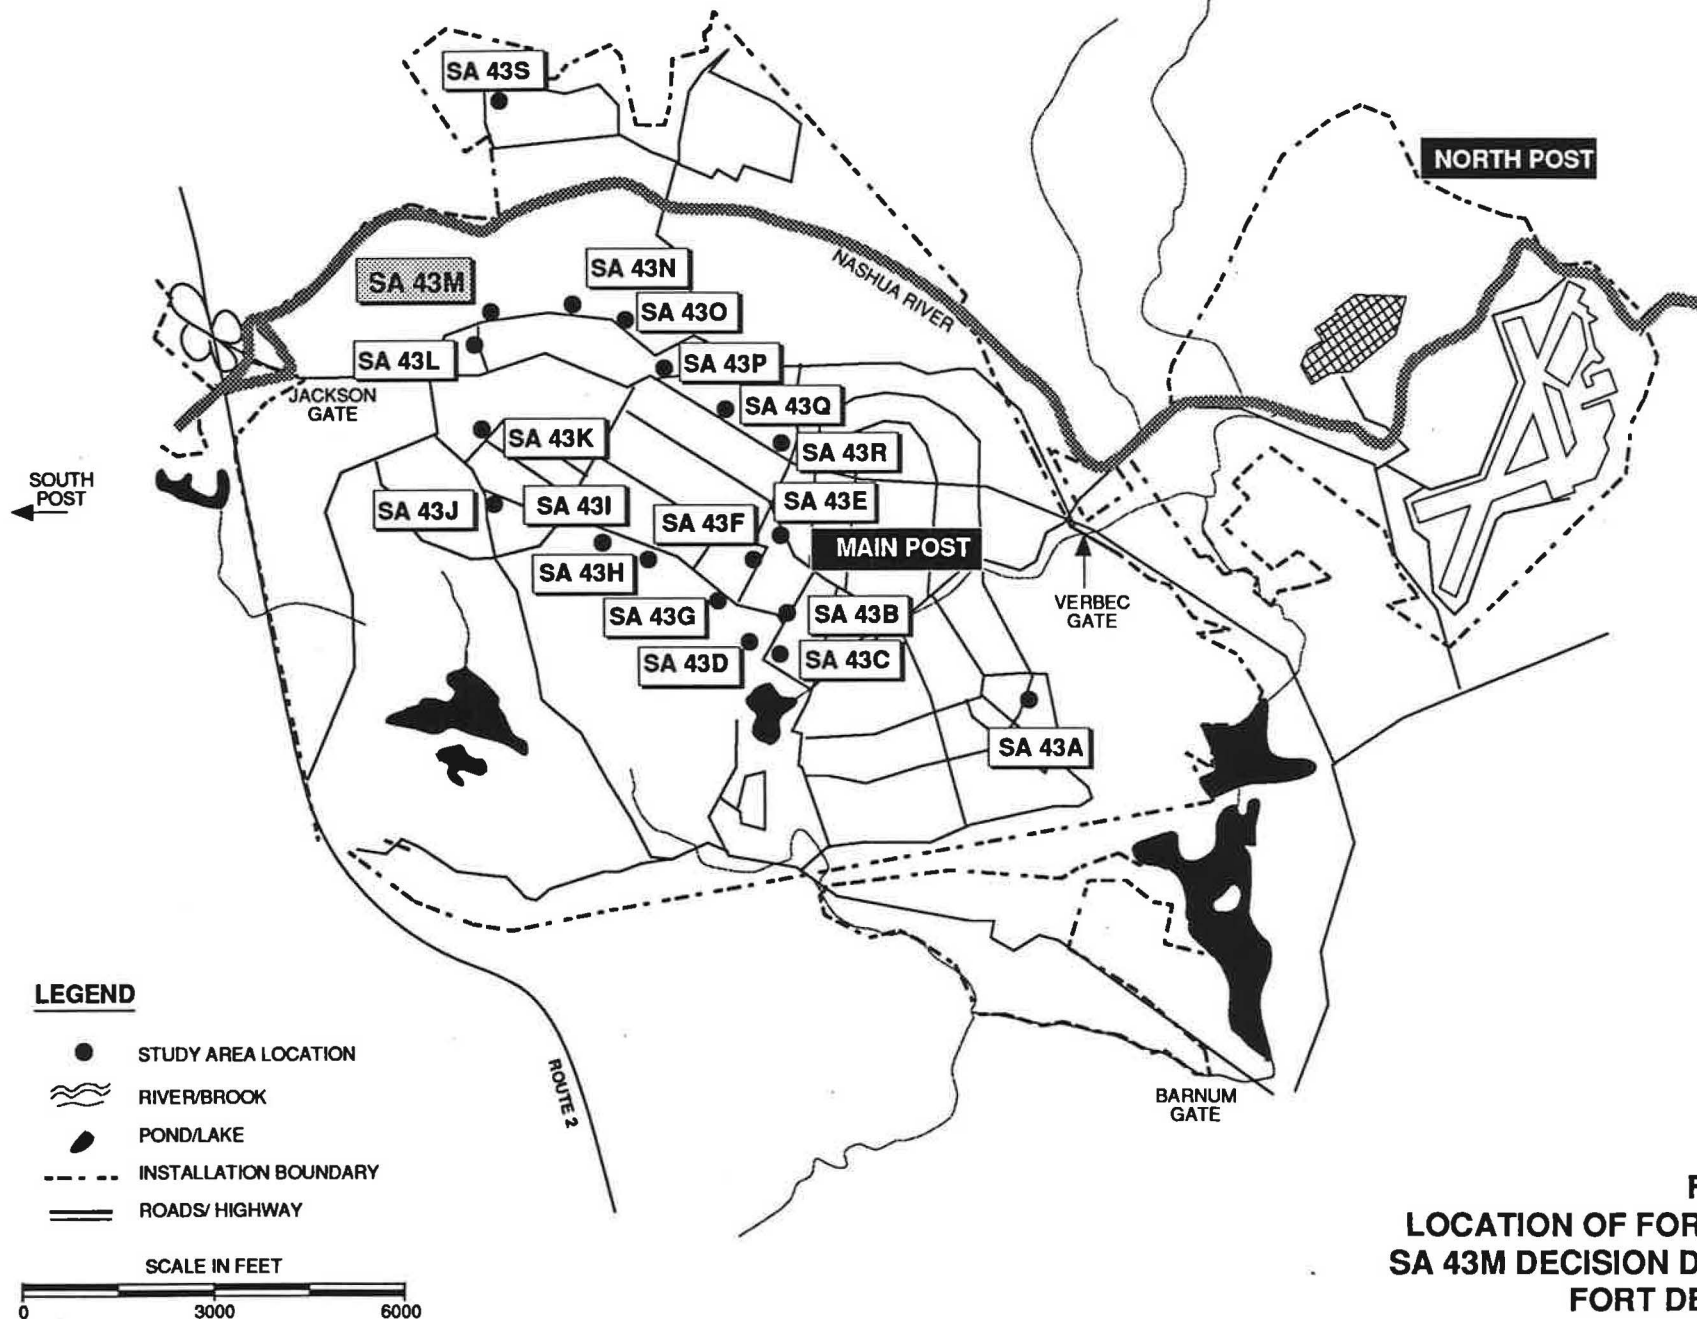 SA 43S
NORTH POST
SA 43N
SA 43M
NASHUA RIVER
SA 43O
SA 43L
SA 43P
JACKSON
GATE
SA 43Q
SA 43K
SA 43R
SOUTH
POST
SA 43J
SA 43I
SA 43E
SA 43F
MAIN POST
SA 43H
SA 43G
SA 43B
VERBEC
GATE
SA 43D
SA 43C
SA 43A
LEGEND
STUDY AREA LOCATION
RIVER/BROOK
POND/LAKE
INSTALLATION BOUNDARY
ROADS/ HIGHWAY
SCALE IN FEET
0 3000 6000
ROUTE 2
BARNUM
GATE
LOCATION OF FOR
SA 43M DECISION D
FORT DE